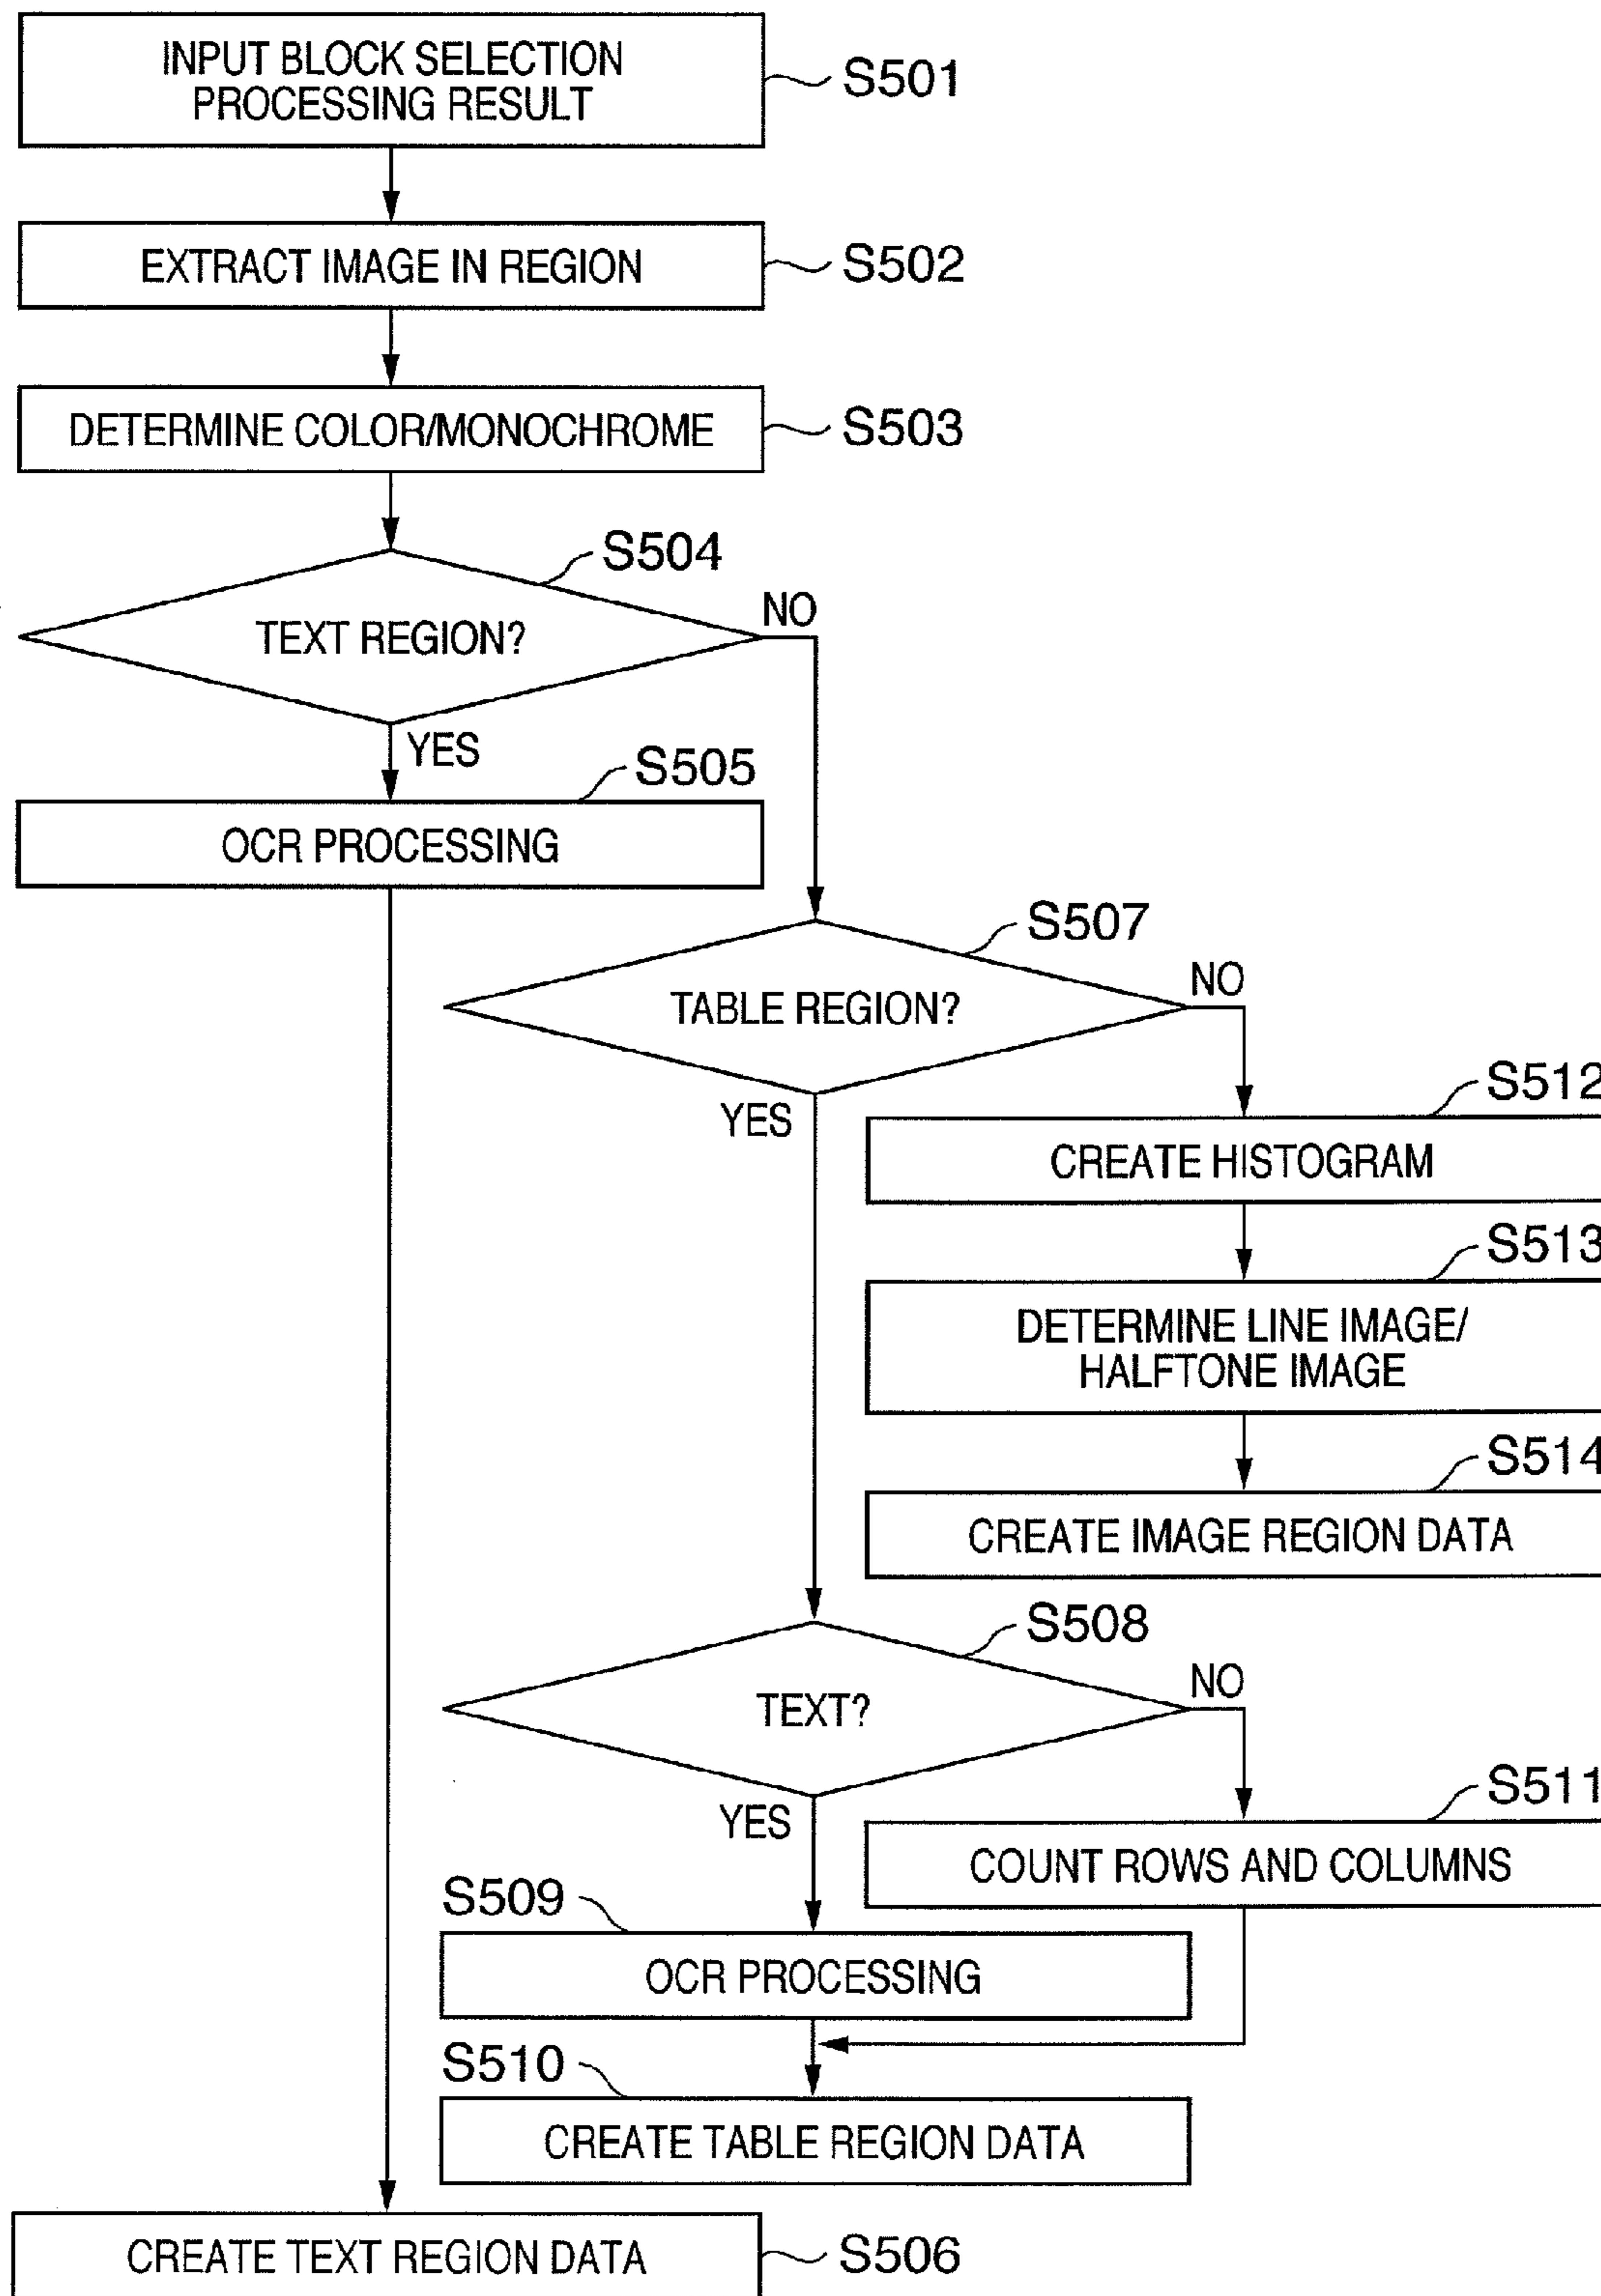 INPUT BLOCK SELECTION
PROCESSING RESULT
S501
EXTRACT IMAGE IN REGION
S502
DETERMINE COLOR/MONOCHROME
S503
S504
TEXT REGION?
NO
YES
S505
OCR PROCESSING
S507
TABLE REGION?
NO
YES
S512
CREATE HISTOGRAM
S513
DETERMINE LINE IMAGE/
HALFTONE IMAGE
S514
CREATE IMAGE REGION DATA
S508
TEXT?
NO
YES
S511
COUNT ROWS AND COLUMNS
S509
OCR PROCESSING
S510
CREATE TABLE REGION DATA
CREATE TEXT REGION DATA
S506